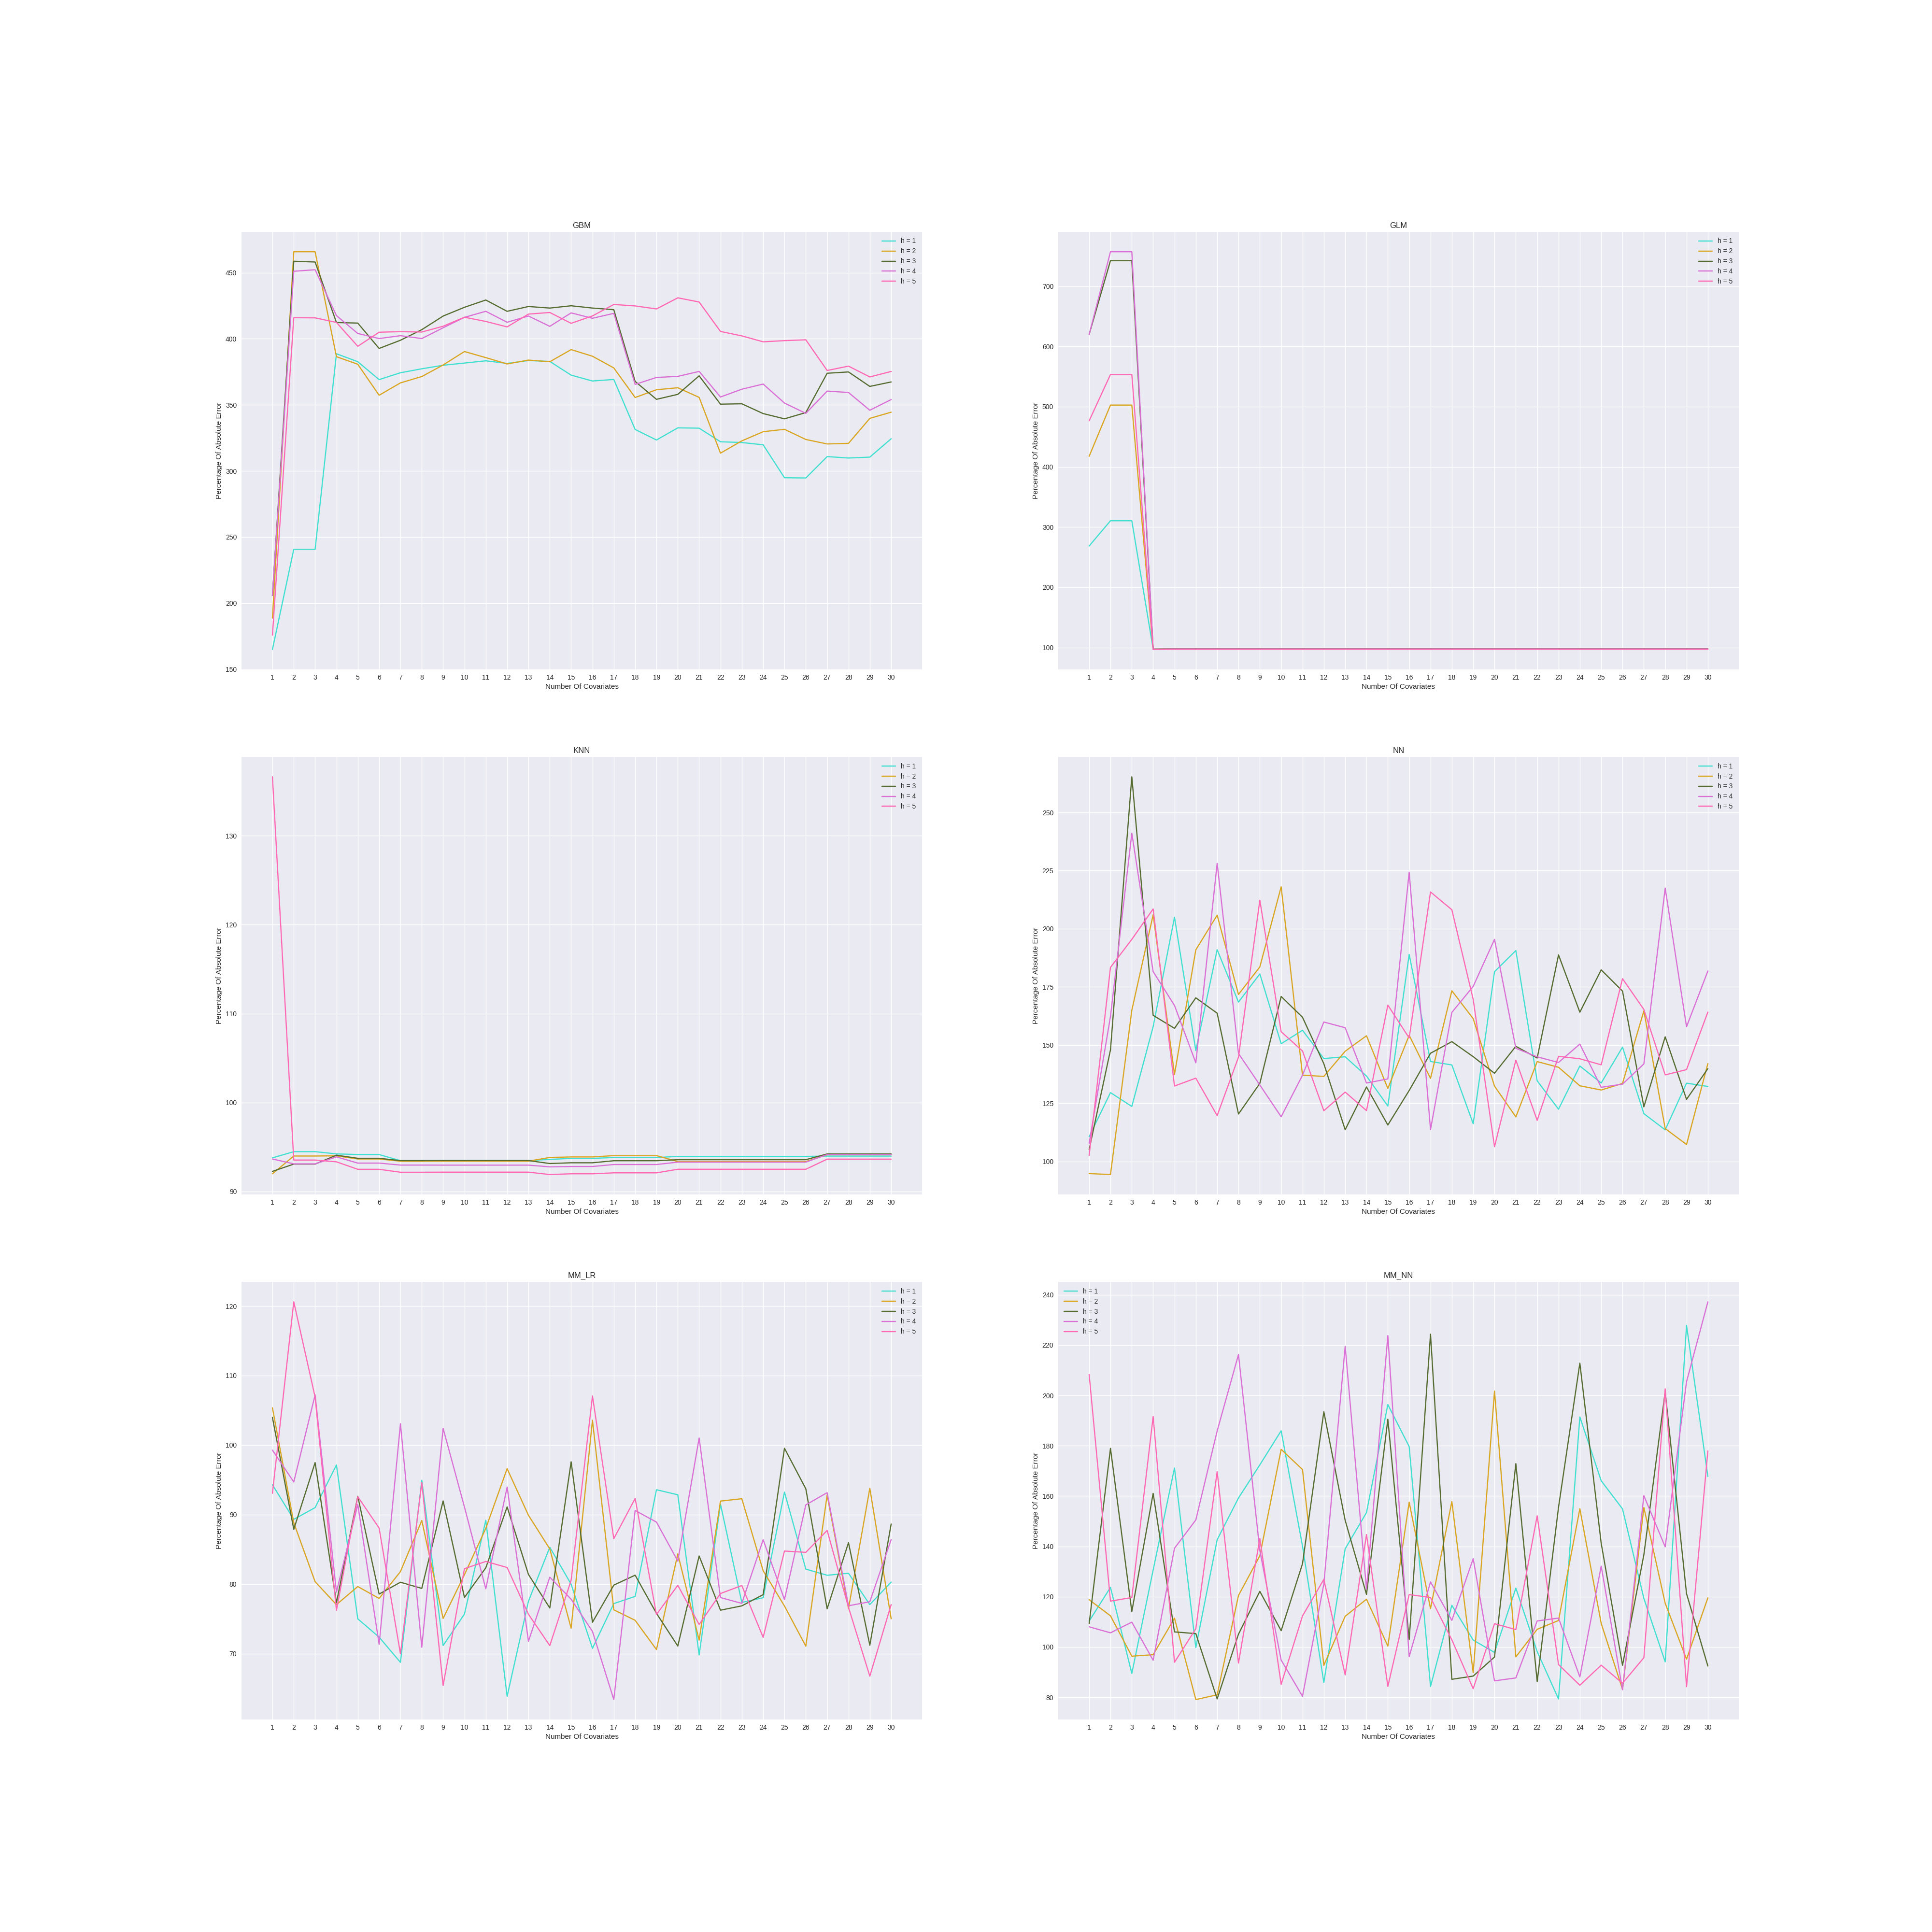 GBM
h = 1
h = 2
h = 3
h = 4
h = 5
450
400
350
300
250
200
150
Percentage Of Absolute Error
1 2 3 4 5 6 7 8 9 10 11 12 13 14 15 16 17 18 19 20 21 22 23 24 25 26 27 28 29 30
Number Of Covariates
GLM
h = 1
h = 2
h = 3
h = 4
h = 5
700
600
500
400
300
200
100
Percentage Of Absolute Error
1 2 3 4 5 6 7 8 9 10 11 12 13 14 15 16 17 18 19 20 21 22 23 24 25 26 27 28 29 30
Number Of Covariates
KNN
h = 1
h = 2
h = 3
h = 4
h = 5
130
120
110
100
90
Percentage Of Absolute Error
1 2 3 4 5 6 7 8 9 10 11 12 13 14 15 16 17 18 19 20 21 22 23 24 25 26 27 28 29 30
Number Of Covariates
NN
h = 1
h = 2
h = 3
h = 4
h = 5
250
225
200
175
150
125
100
Percentage Of Absolute Error
1 2 3 4 5 6 7 8 9 10 11 12 13 14 15 16 17 18 19 20 21 22 23 24 25 26 27 28 29 30
Number Of Covariates
MM_LR
h = 1
h = 2
h = 3
h = 4
h = 5
120
110
100
90
80
70
Percentage Of Absolute Error
1 2 3 4 5 6 7 8 9 10 11 12 13 14 15 16 17 18 19 20 21 22 23 24 25 26 27 28 29 30
Number Of Covariates
MM_NN
h = 1
h = 2
h = 3
h = 4
h = 5
240
220
200
180
160
140
120
100
80
Percentage Of Absolute Error
1 2 3 4 5 6 7 8 9 10 11 12 13 14 15 16 17 18 19 20 21 22 23 24 25 26 27 28 29 30
Number Of Covariates